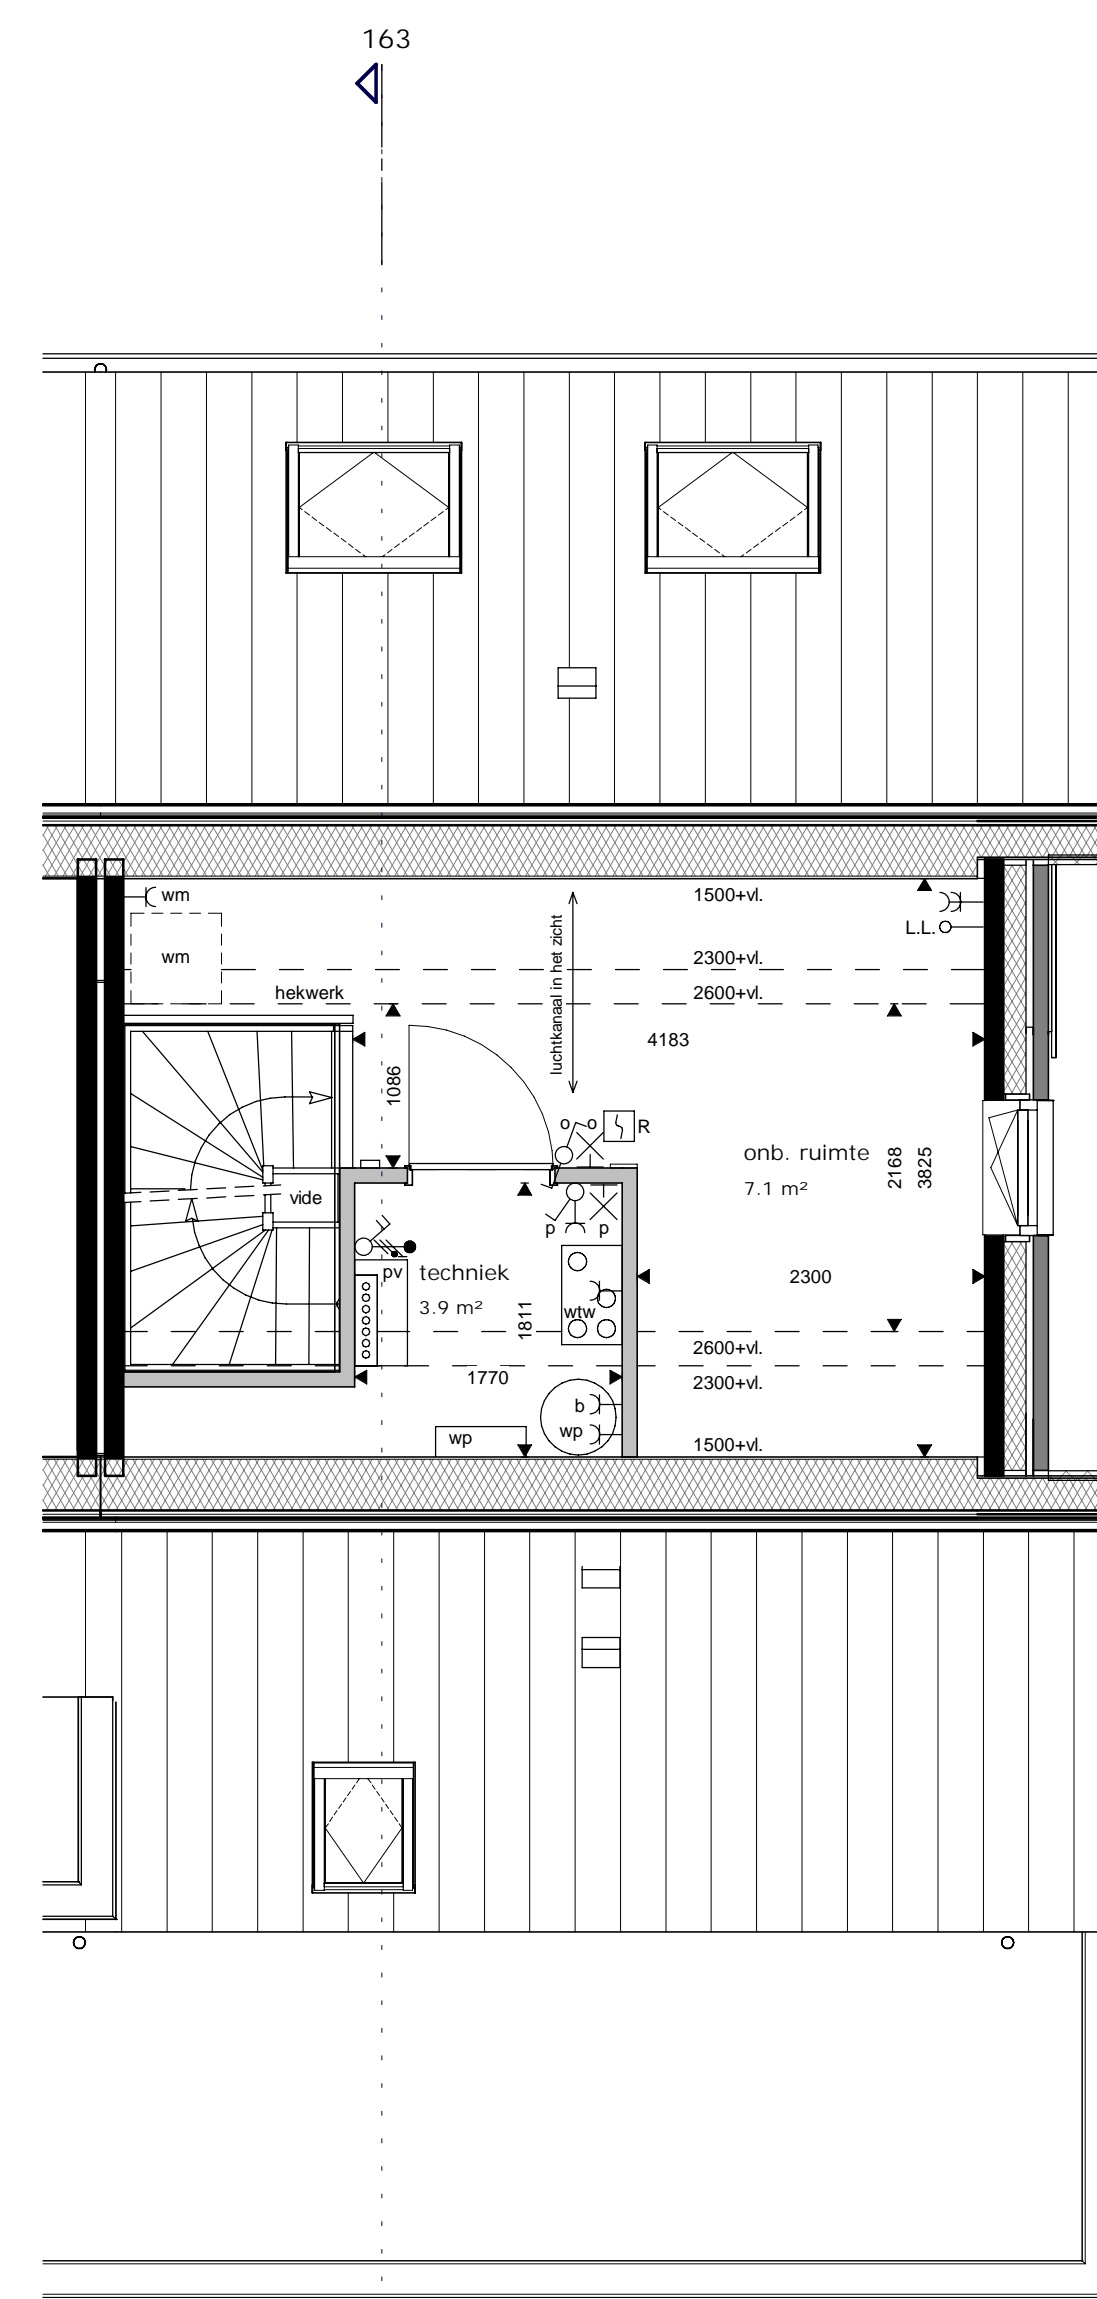 163
wm
1500+vl.
L.L.
wm
2300+vl.
hekwerk
2600+vl.
luchtkanaal in het zicht
4183
1086
o o
R
onb. ruimte
7.1 m²
2168
3825
vide
p p
pv
techniek
3.9 m²
1811
wtw
2300
2600+vl.
1770
2300+vl.
b
wp
wp
1500+vl.